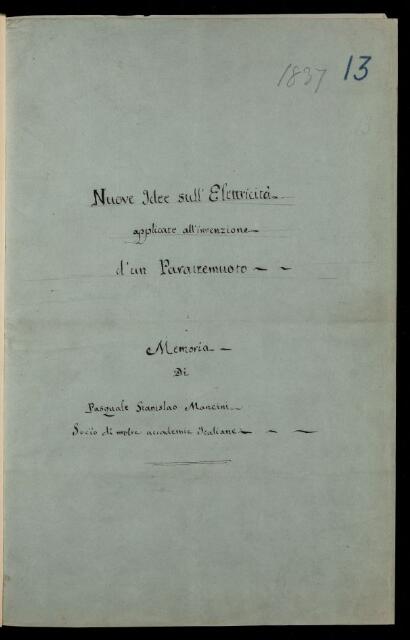 1837 13
Nuove Idee sull' Elettricità
applicate all'invenzione
d'un Paratremuoto
Memoria
Di
Pasquale Stanislao Mancini
Socio di molte accademie Italiane